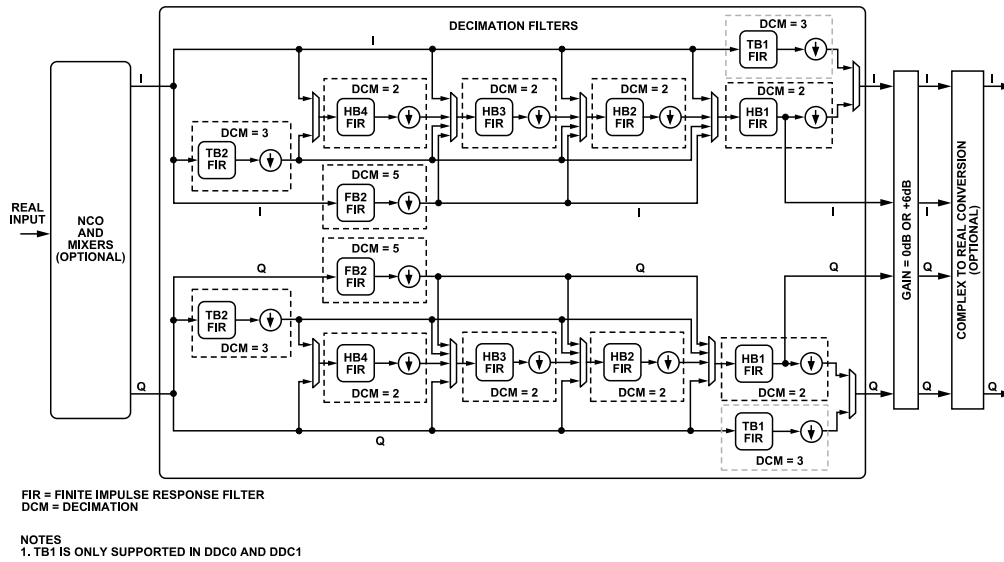 DECIMATION FILTERS
DCM = 3
I
TB1
FIR
I
I
I
I
I
DCM = 2
DCM = 2
DCM = 2
DCM = 2
HB4
FIR
HB3
FIR
HB2
FIR
HB1
FIR
DCM = 3
TB2
FIR
DCM = 5
FB2
FIR
REAL
INPUT
NCO
AND
MIXERS
(OPTIONAL)
I
I
I
I
GAIN = 0dB OR +6dB
COMPLEX TO REAL CONVERSION
(OPTIONAL)
DCM = 5
Q
FB2
FIR
Q
Q
Q
TB2
FIR
DCM = 3
HB4
FIR
HB3
FIR
HB2
FIR
HB1
FIR
DCM = 2
DCM = 2
DCM = 2
DCM = 2
Q
Q
Q
Q
Q
TB1
FIR
DCM = 3
FIR = FINITE IMPULSE RESPONSE FILTER
DCM = DECIMATION
NOTES
1. TB1 IS ONLY SUPPORTED IN DDC0 AND DDC1